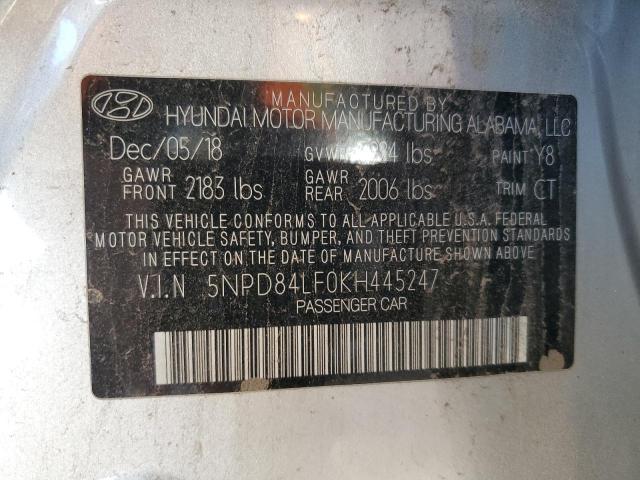 MANUFACTURED BY
HYUNDAI MOTOR MANUFACTURING ALABAMA, LLC
Dec/05/18 GVWR lbs PAINT Y8
GAWR FRONT 2183 lbs GAWR REAR 2006 lbs TRIM CT
THIS VEHICLE CONFORMS TO ALL APPLICABLE U.S.A. FEDERAL
MOTOR VEHICLE SAFETY, BUMPER, AND THEFT PREVENTION STANDARDS
IN EFFECT ON THE DATE OF MANUFACTURE SHOWN ABOVE.
V.I.N 5NPD84LF0KH445247
PASSENGER CAR